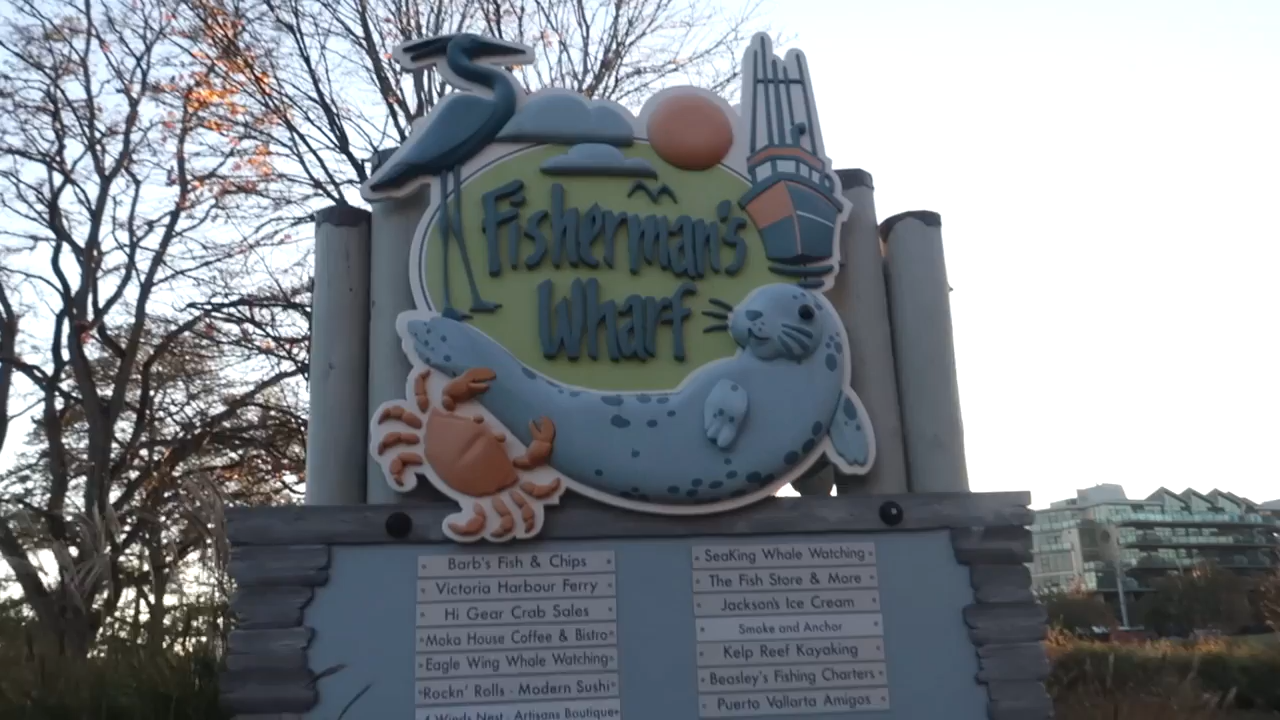 Fisherman's
Wharf
Barb's Fish & Chips
Victoria Harbour Ferry
Hi Gear Crab Sales
Moka House Coffee & Bistro
Eagle Wing Whale Watching
Rockn' Rolls - Modern Sushi
4 Winds Nest - Artisans Boutique
SeaKing Whale Watching
The Fish Store & More
Jackson's Ice Cream
Smoke and Anchor
Kelp Reef Kayaking
Beasley's Fishing Charters
Puerto Vallarta Amigos